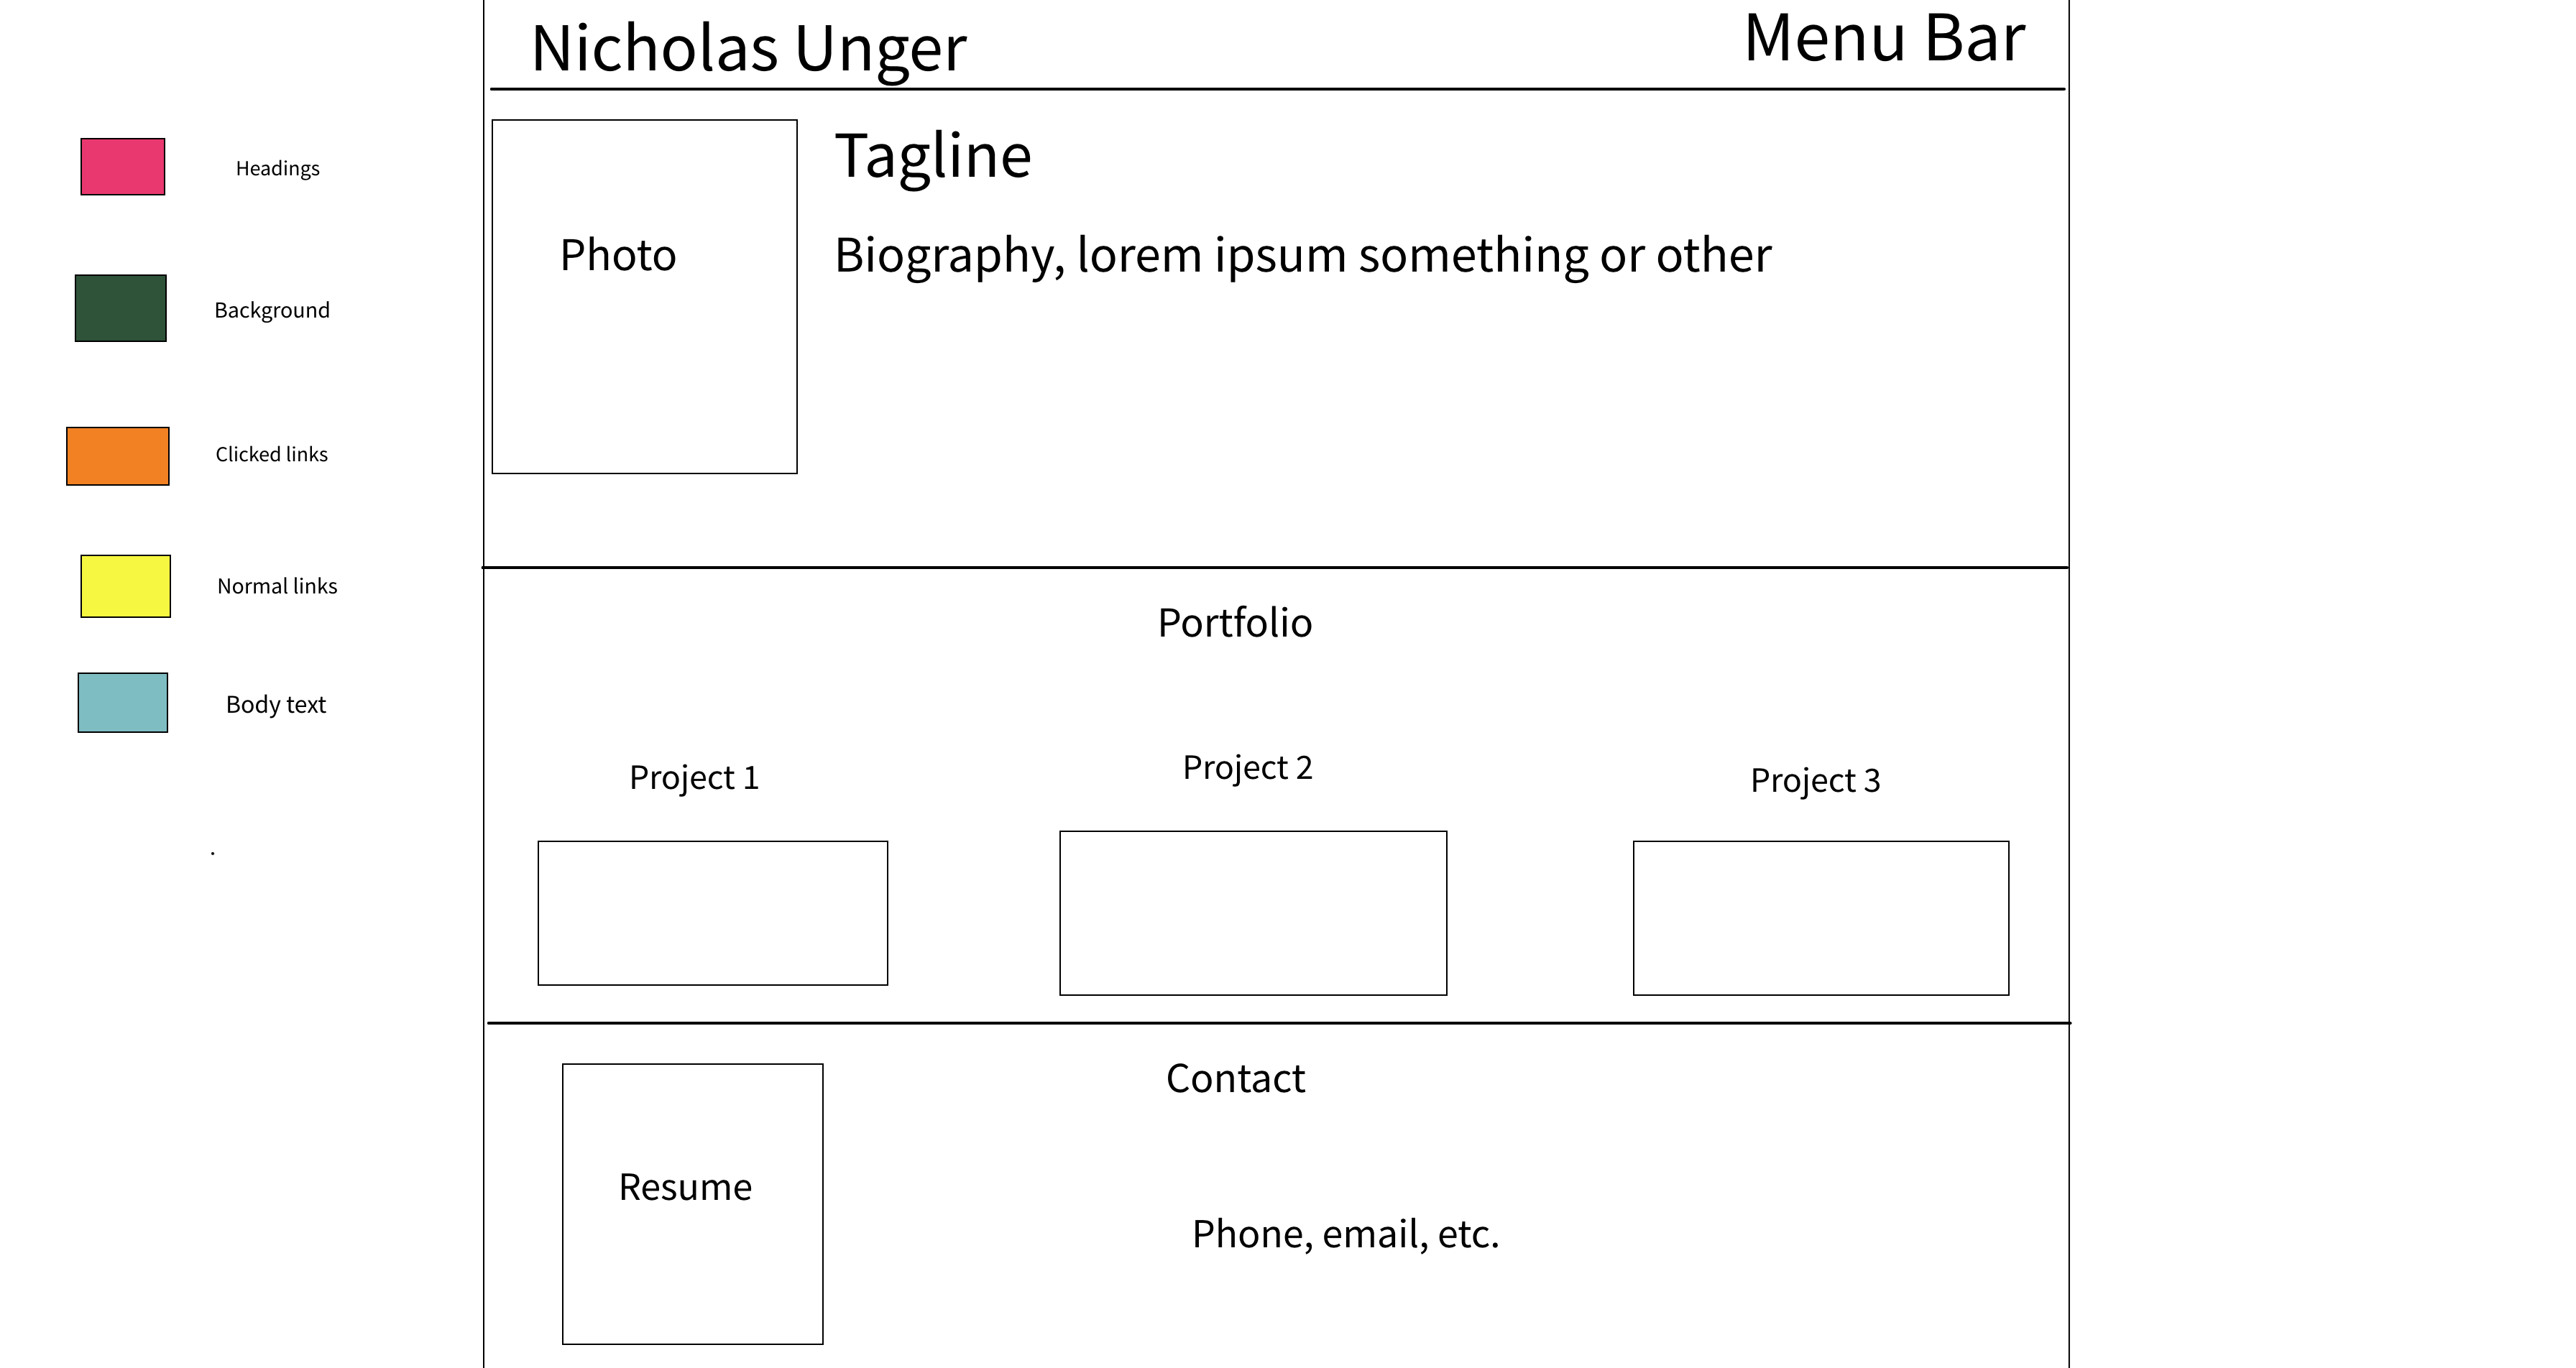 Nicholas Unger
Menu Bar
Headings
Background
Clicked links
Normal links
Body text
Photo
Tagline
Biography, lorem ipsum something or other
Portfolio
Project 1
Project 2
Project 3
Contact
Resume
Phone, email, etc.